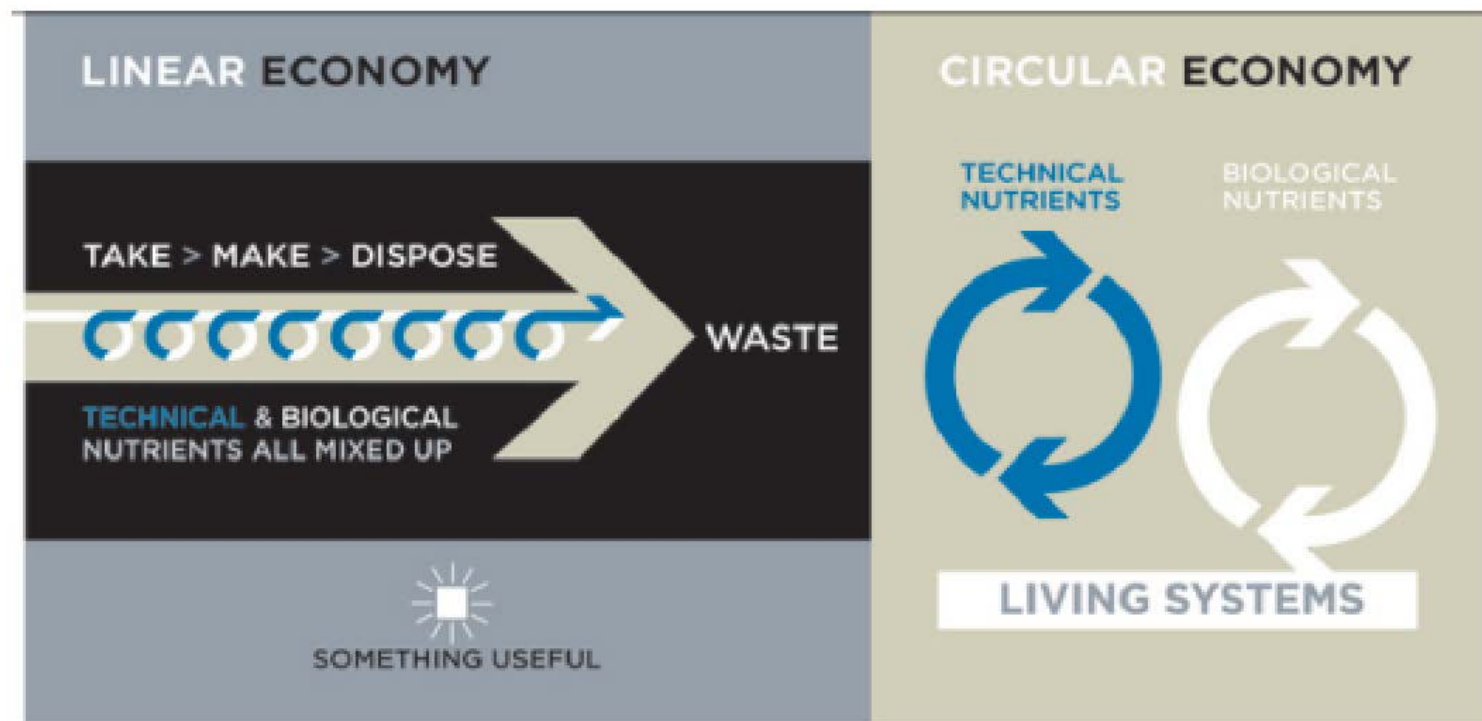 LINEAR ECONOMY
TAKE > MAKE > DISPOSE
WASTE
TECHNICAL & BIOLOGICAL
NUTRIENTS ALL MIXED UP
SOMETHING USEFUL
CIRCULAR ECONOMY
TECHNICAL
NUTRIENTS
BIOLOGICAL
NUTRIENTS
LIVING SYSTEMS